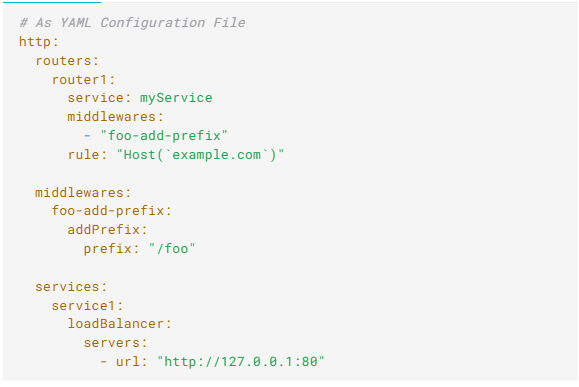 # As YAML Configuration File
http:
  routers:
    router1:
      service: myService
      middlewares:
        - "foo-add-prefix"
      rule: "Host(`example.com`)"

  middlewares:
    foo-add-prefix:
      addPrefix:
        prefix: "/foo"

  services:
    service1:
      loadBalancer:
        servers:
          - url: "http://127.0.0.1:80"